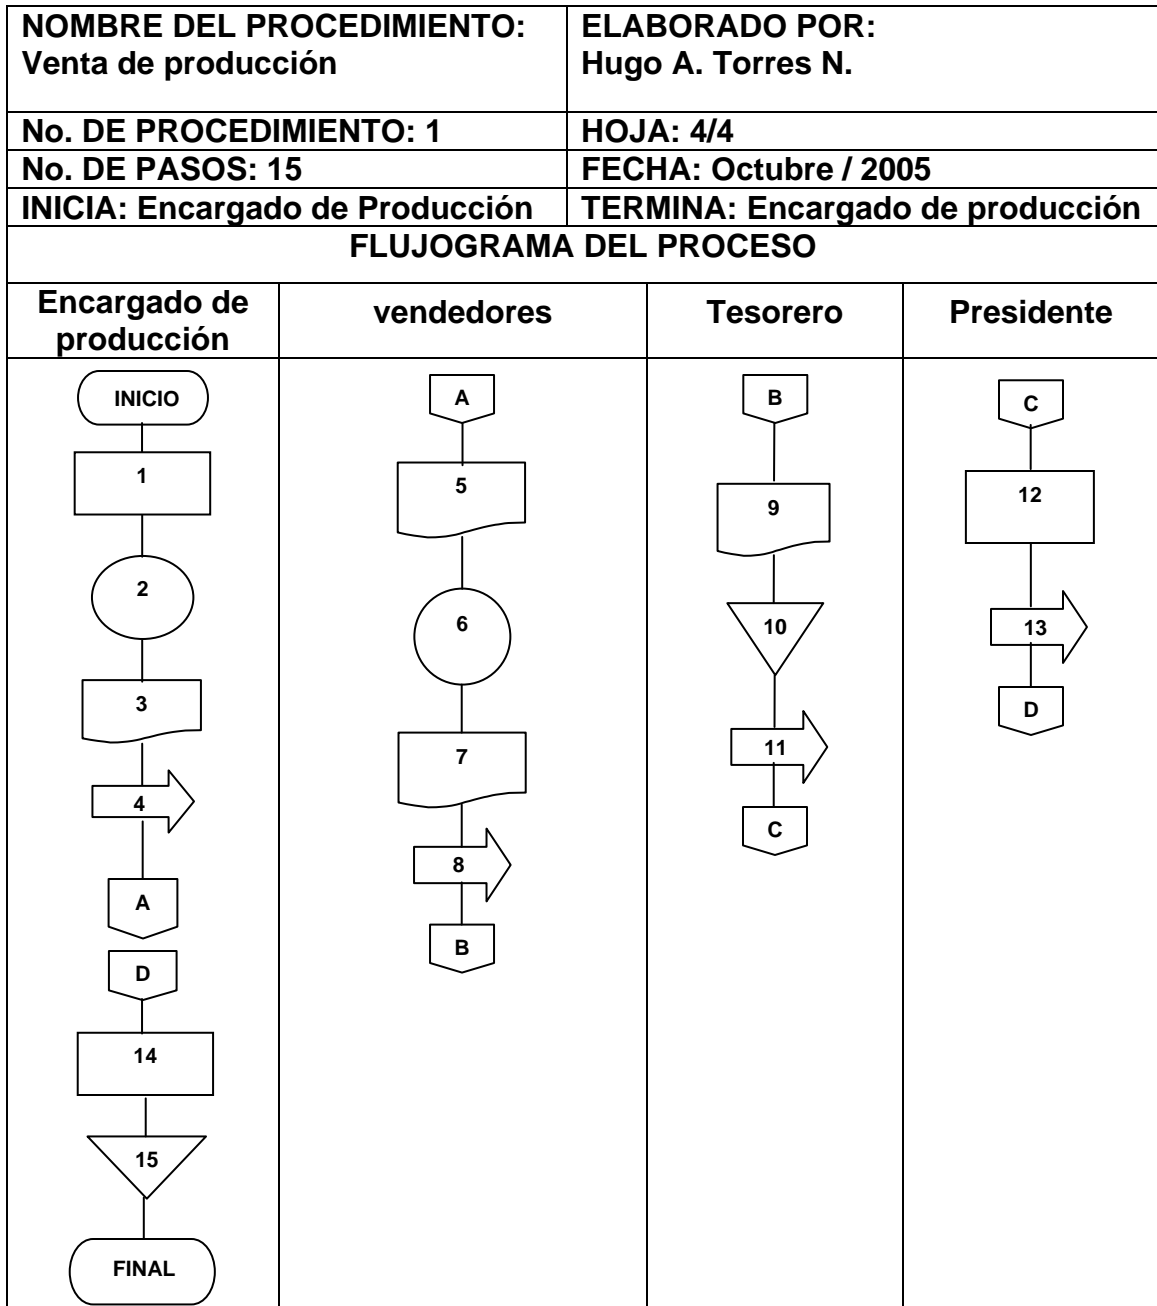 NOMBRE DEL PROCEDIMIENTO:
Venta de producción
ELABORADO POR:
Hugo A. Torres N.
No. DE PROCEDIMIENTO: 1
HOJA: 4/4
No. DE PASOS: 15
FECHA: Octubre / 2005
INICIA: Encargado de Producción
TERMINA: Encargado de producción
FLUJOGRAMA DEL PROCESO
Encargado de
producción
vendedores
Tesorero
Presidente
INICIO
1
2
3
4
A
D
14
15
FINAL
A
5
6
7
8
B
B
9
10
11
C
C
12
13
D